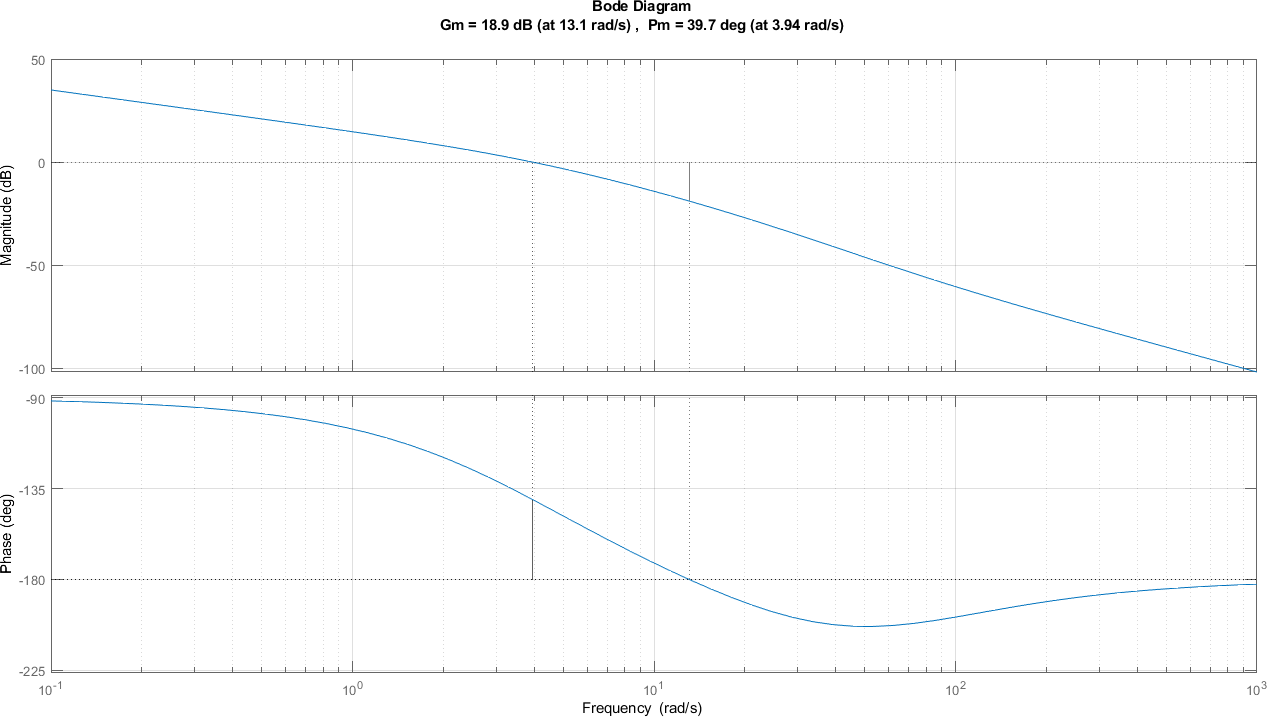 Bode Diagram
Gm = 18.9 dB (at 13.1 rad/s) ,  Pm = 39.7 deg (at 3.94 rad/s)
Magnitude (dB)
50
0
-50
-100
Phase (deg)
-90
-135
-180
-225
10^-1
10^0
10^1
10^2
10^3
Frequency (rad/s)